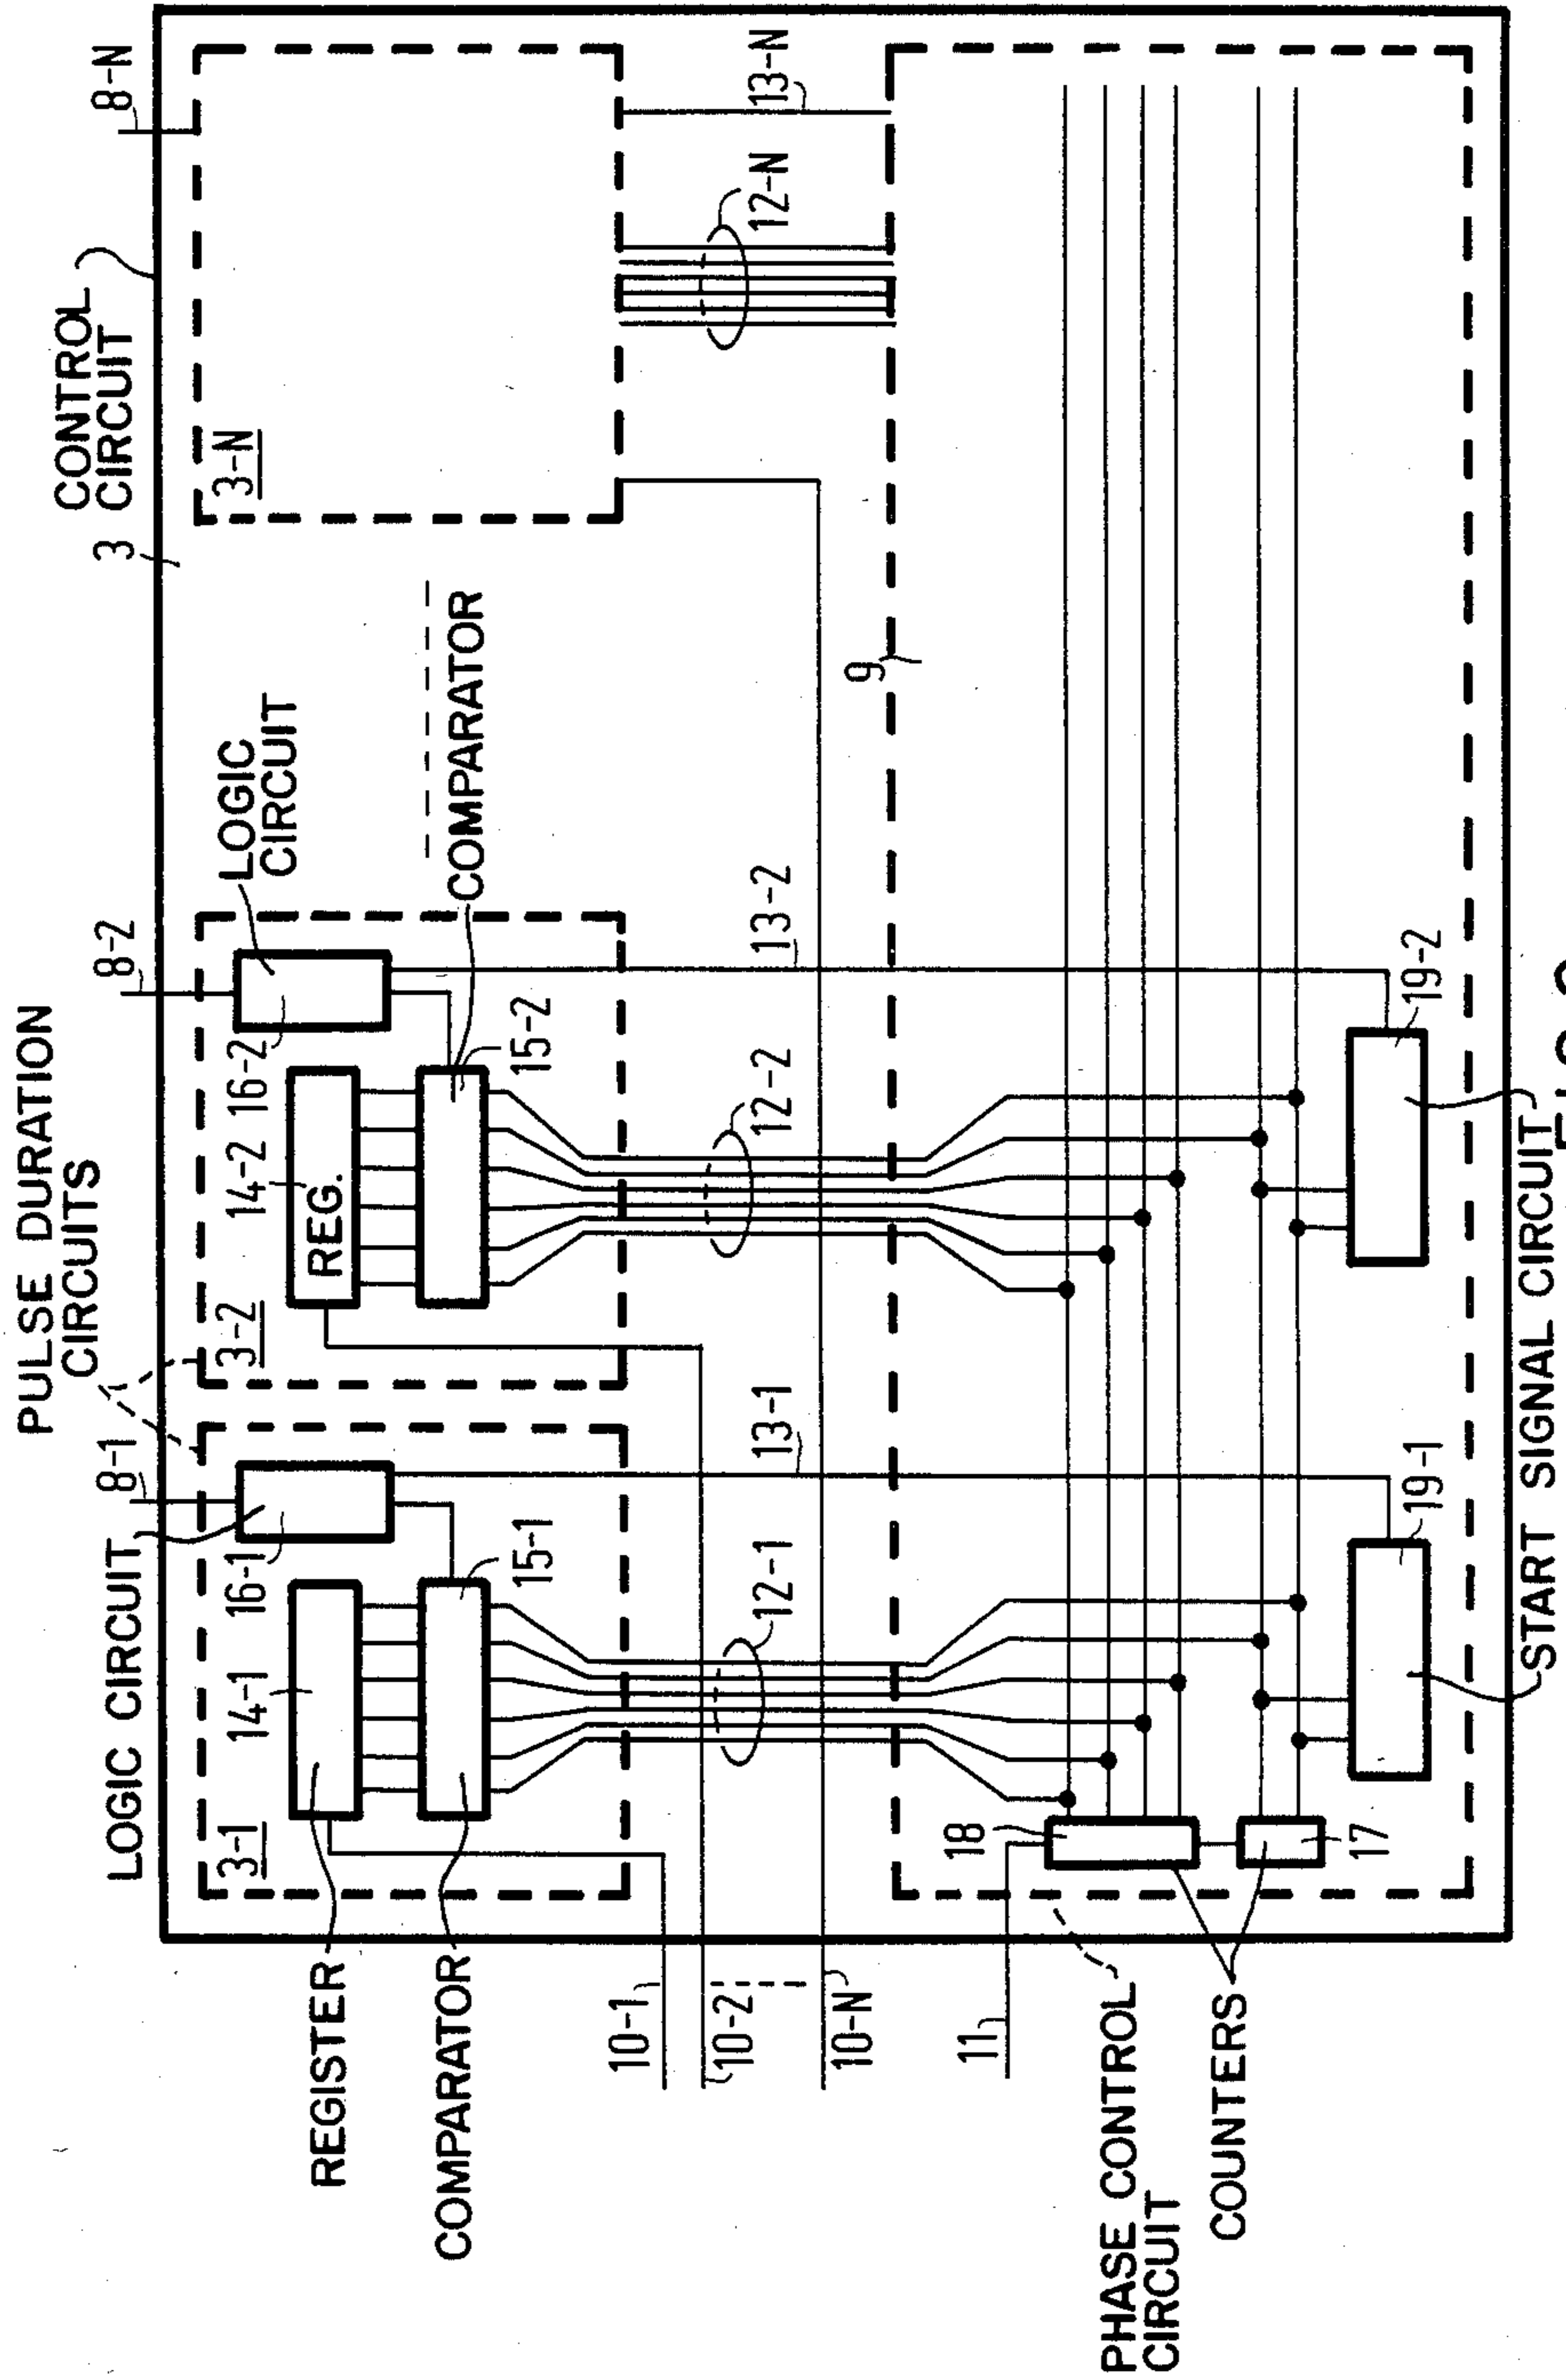 PULSE DURATION
CIRCUITS
CONTROL
CIRCUIT
LOGIC CIRCUIT
8-1
8-2
3
8-N
LOGIC
CIRCUIT
REGISTER
3-1
14-1
16-1
3-2
14-2
REG.
16-2
3-N
COMPARATOR
15-1
15-2
COMPARATOR
10-1
10-2
10-N
12-1
13-1
12-2
13-2
12-N
13-N
9
11
18
17
PHASE CONTROL
CIRCUIT
COUNTERS
19-1
19-2
START SIGNAL CIRCUIT